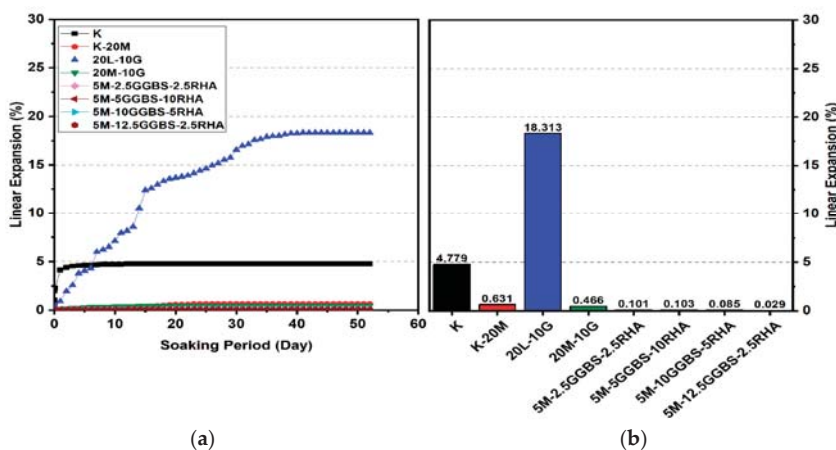 30
25
20
15
10
5
0
Linear Expansion (%)
K
K-20M
20L-10G
20M-10G
5M-2.5GGBS-2.5RHA
5M-5GGBS-10RHA
5M-10GGBS-5RHA
5M-12.5GGBS-2.5RHA
0 10 20 30 40 50 60
Soaking Period (Day)
(a)
30
25
20
15
10
5
0
Linear Expansion (%)
4.779
0.631
18.313
0.466
0.101
0.103
0.085
0.029
K
K-20M
20L-10G
20M-10G
5M-2.5GGBS-2.5RHA
5M-5GGBS-10RHA
5M-10GGBS-5RHA
5M-12.5GGBS-2.5RHA
(b)